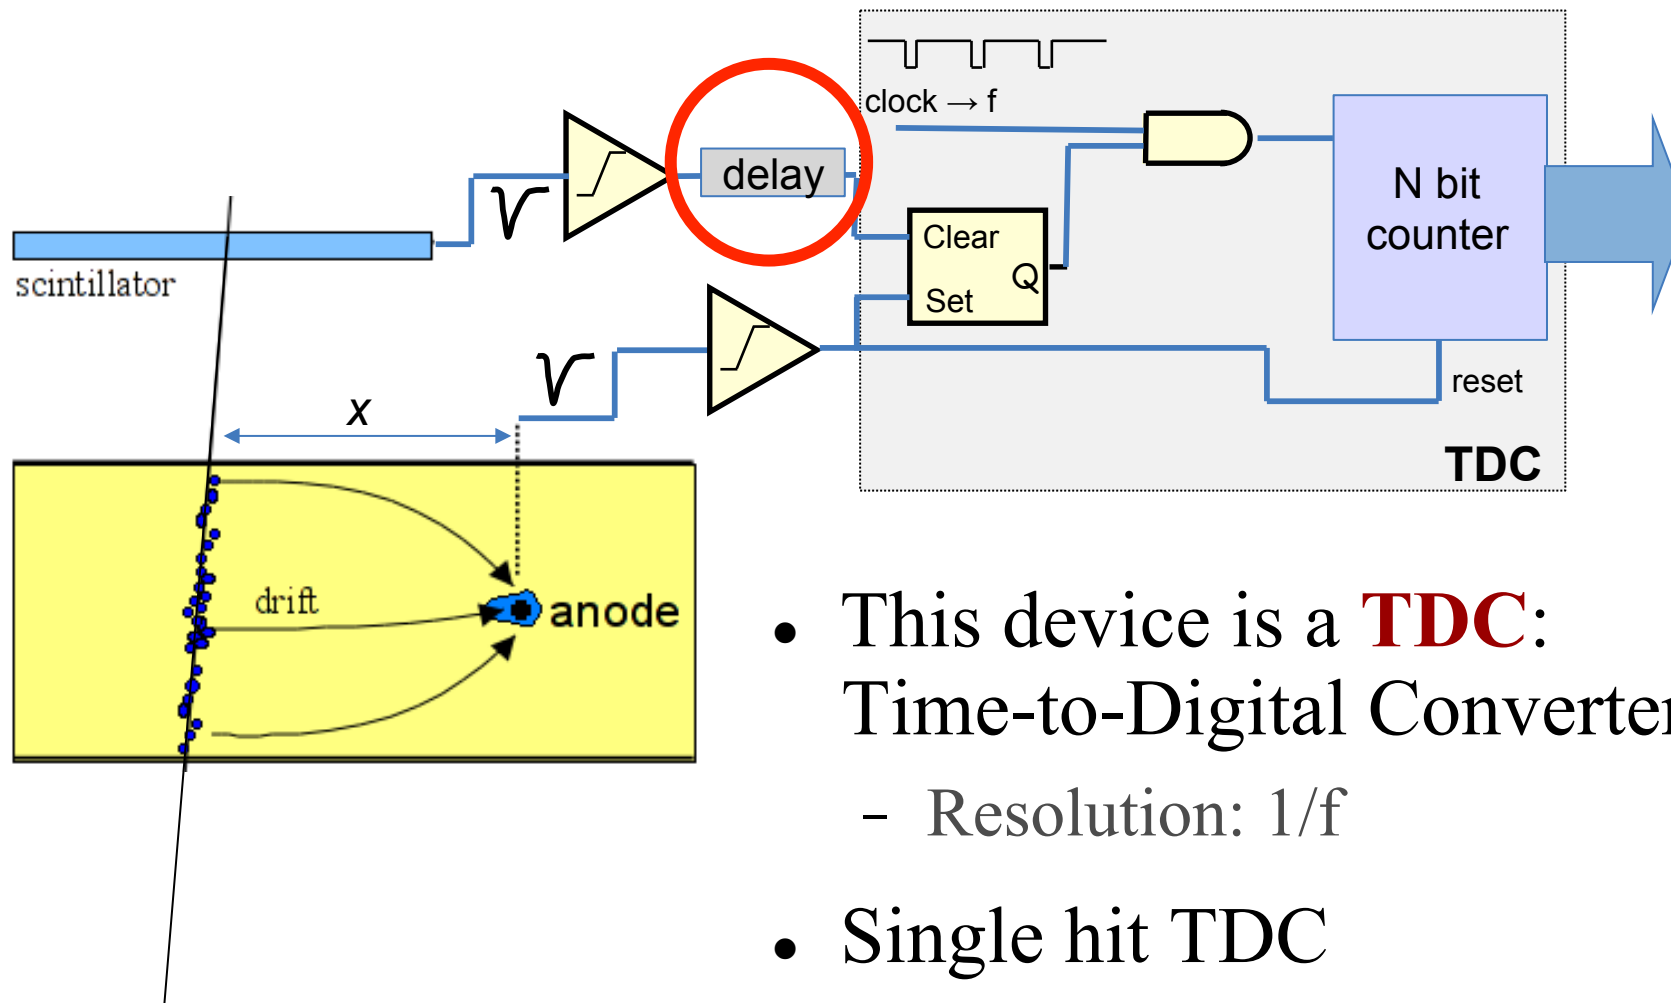 clock → f
delay
N bit
counter
Clear
Q
Set
scintillator
x
reset
TDC
drift
anode
• This device is a TDC:
Time-to-Digital Converter
– Resolution: 1/f
• Single hit TDC